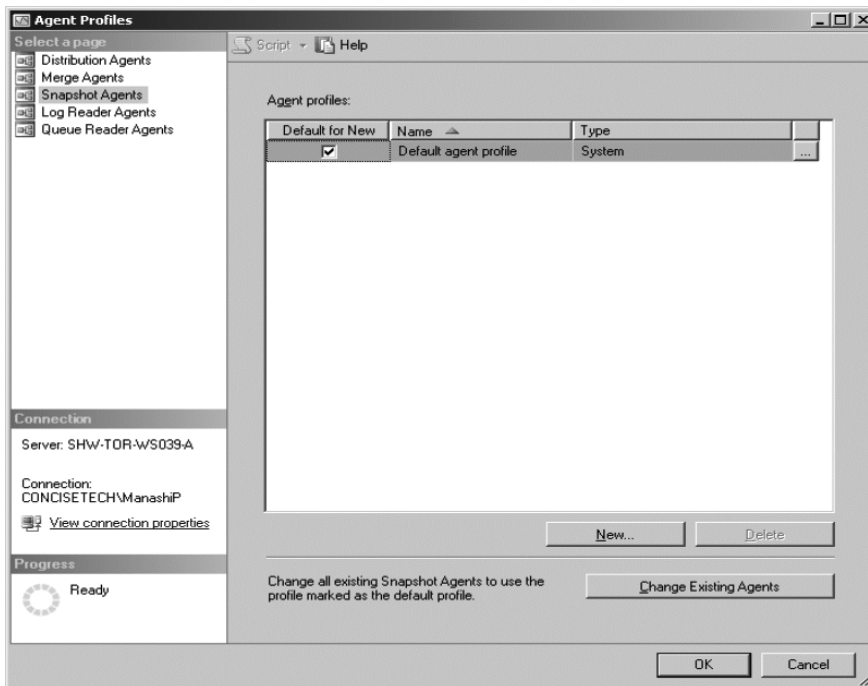 Agent Profiles
Select a page
Distribution Agents
Merge Agents
Snapshot Agents
Log Reader Agents
Queue Reader Agents
Script Help
Agent profiles:
Default for New Name Type
Default agent profile System ...
Connection
Server: SHW-TOR-WS039-A
Connection:
CONCISETECH\ManashiP
View connection properties
New... Delete
Progress
Ready
Change all existing Snapshot Agents to use the
profile marked as the default profile.
Change Existing Agents
OK Cancel